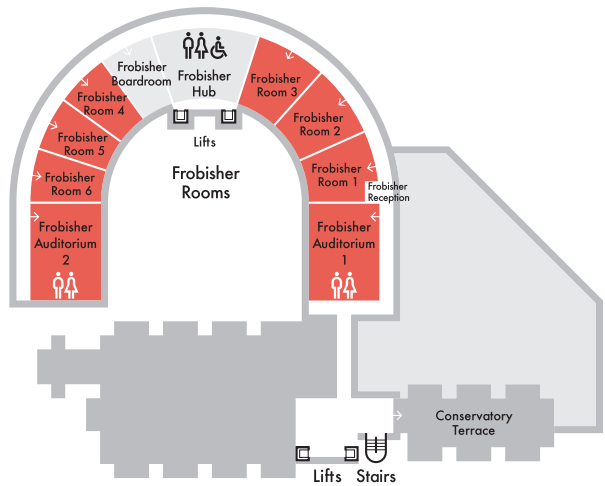 Frobisher
Boardroom
Frobisher
Hub
Frobisher
Room 3
Frobisher
Room 4
Frobisher
Room 2
Frobisher
Room 5
Lifts
Frobisher
Rooms
Frobisher
Room 1
Frobisher
Room 6
Frobisher
Reception
Frobisher
Auditorium
2
Frobisher
Auditorium
1
Conservatory
Terrace
Lifts
Stairs